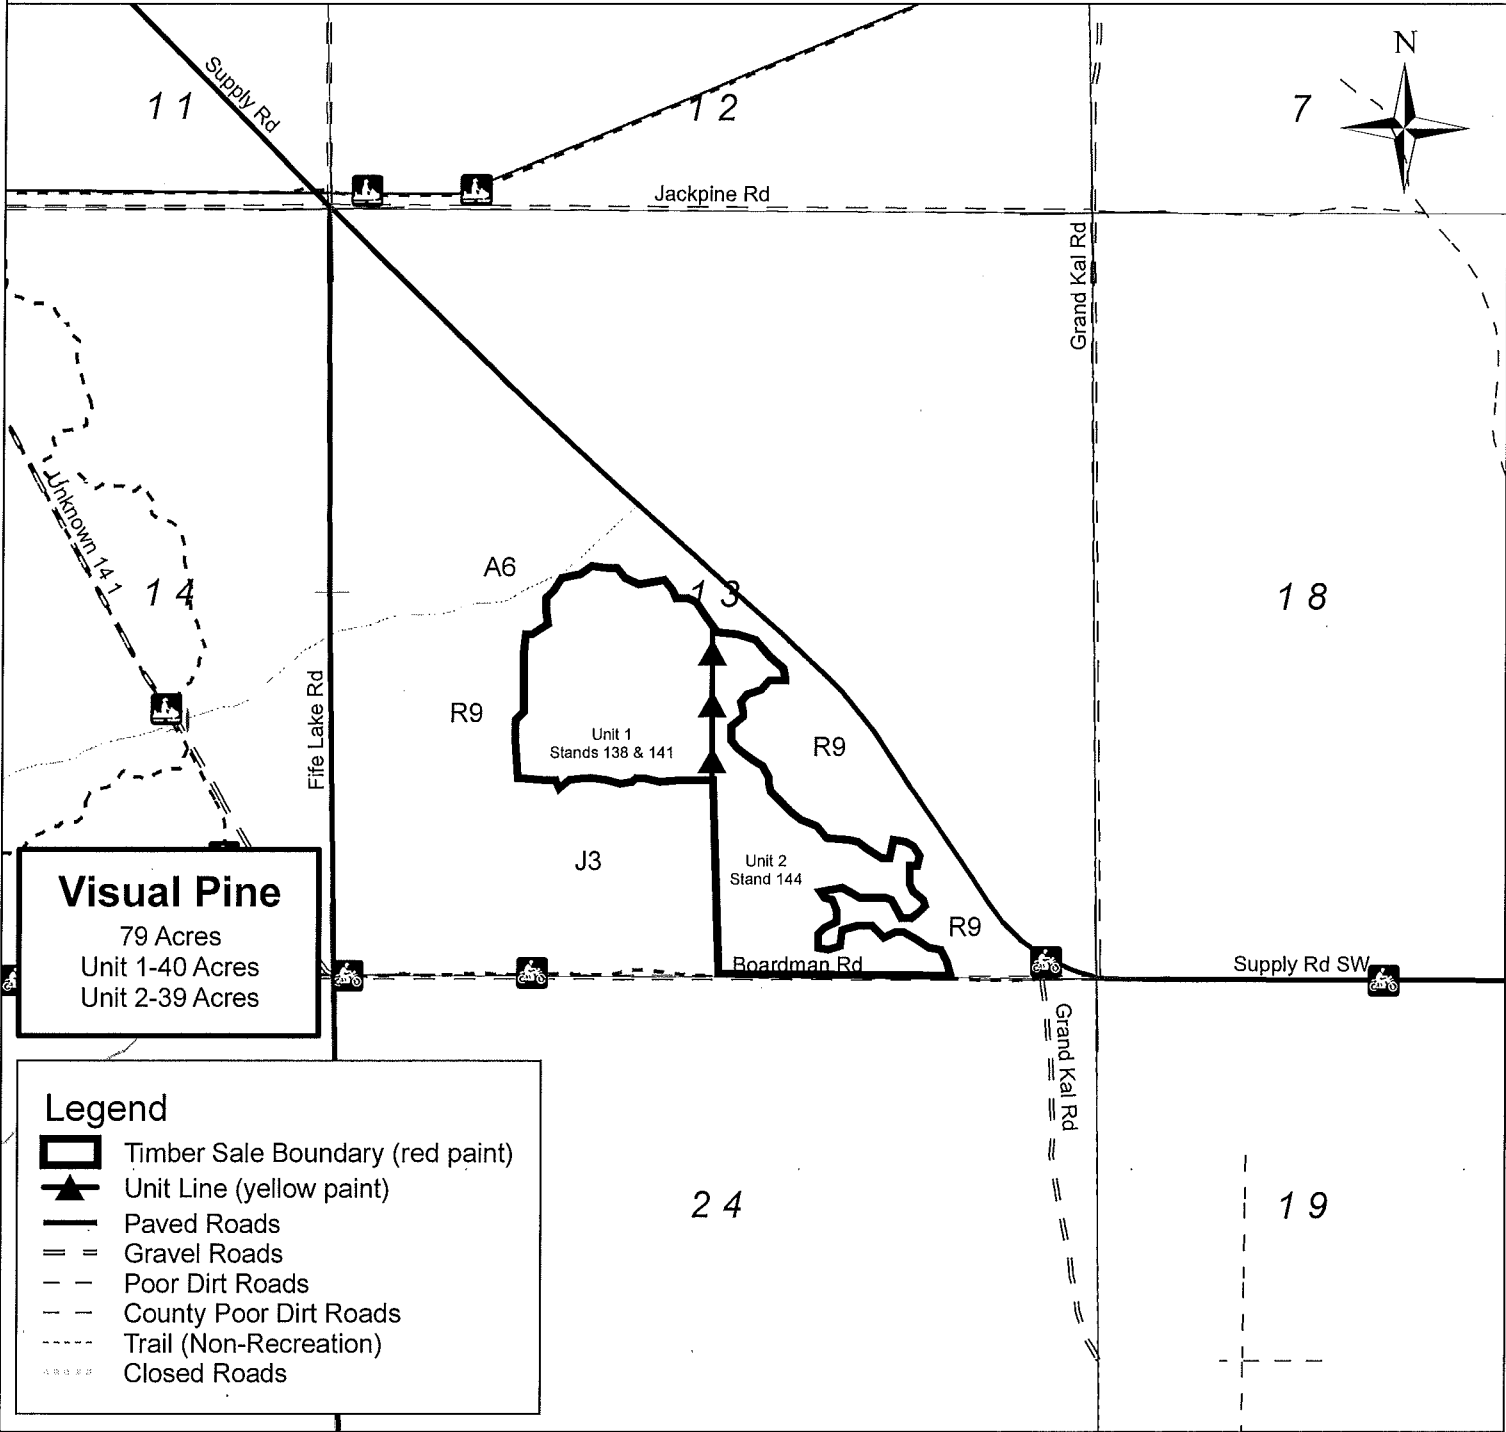 N
Supply Rd
11
12
7
Jackpine Rd
Grand Kal Rd
Unknown 141
14
A6
13
18
Fife Lake Rd
R9
Unit 1
Stands 138 & 141
R9
J3
Unit 2
Stand 144
R9
Boardman Rd
Supply Rd SW
Visual Pine
79 Acres
Unit 1-40 Acres
Unit 2-39 Acres
Grand Kal Rd
24
19
Legend
Timber Sale Boundary (red paint)
Unit Line (yellow paint)
Paved Roads
Gravel Roads
Poor Dirt Roads
County Poor Dirt Roads
Trail (Non-Recreation)
Closed Roads